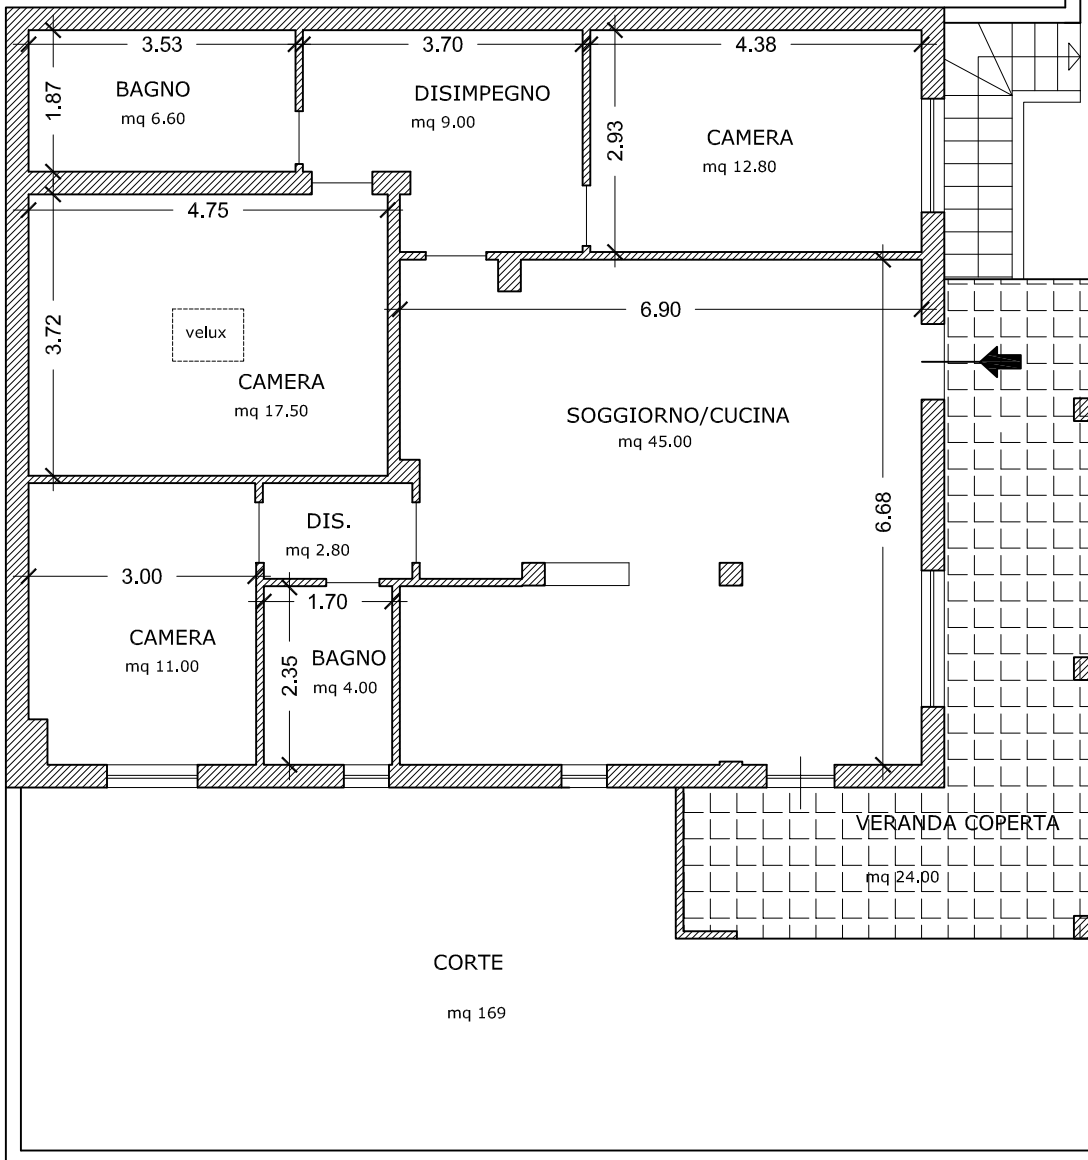 3.53
3.70
4.38
BAGNO
mq 6.60
1.87
DISIMPEGNO
mq 9.00
2.93
CAMERA
mq 12.80
4.75
3.72
velux
CAMERA
mq 17.50
6.90
SOGGIORNO/CUCINA
mq 45.00
6.68
DIS.
mq 2.80
3.00
1.70
CAMERA
mq 11.00
2.35
BAGNO
mq 4.00
VERANDA COPERTA
mq 24.00
CORTE
mq 169